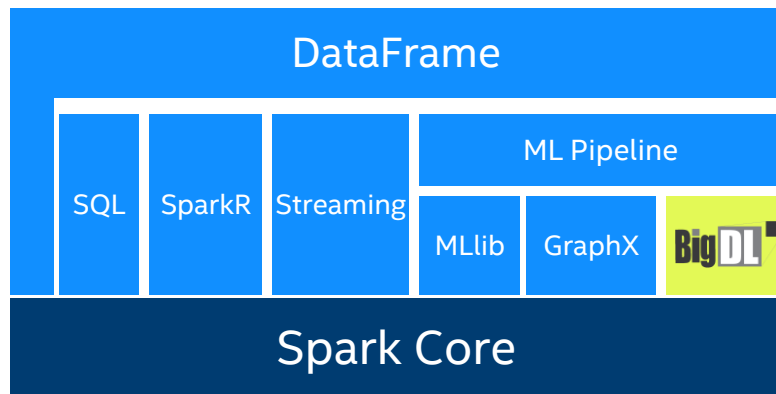 DataFrame
ML Pipeline
SQL
SparkR
Streaming
MLlib
GraphX
BigDL
Spark Core